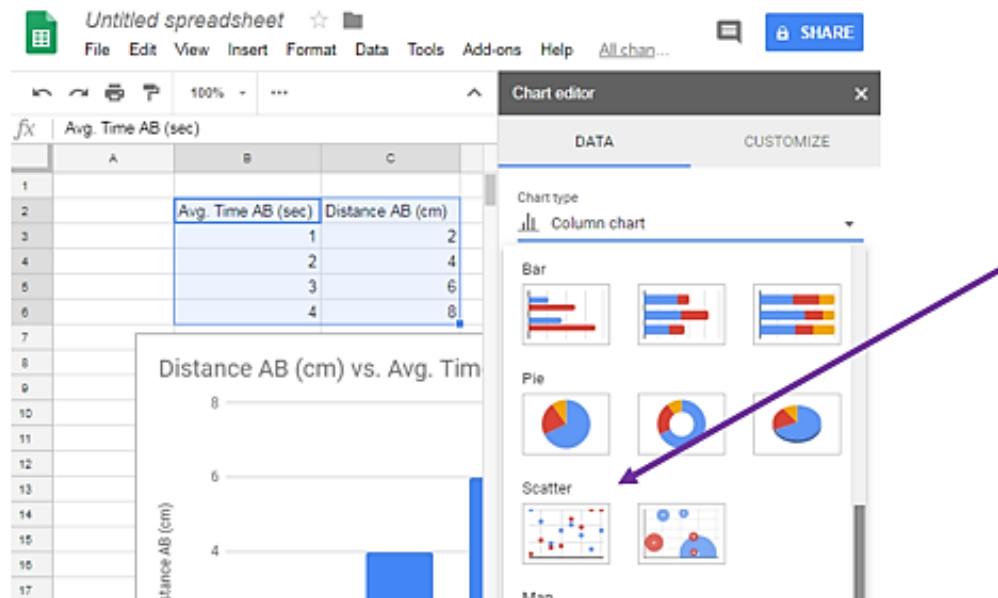 Untitled spreadsheet
File Edit View Insert Format Data Tools Add-ons Help All chan...
SHARE
100%
fx Avg. Time AB (sec)
A B C
1
2 Avg. Time AB (sec) Distance AB (cm)
3 1 2
4 2 4
5 3 6
6 4 8
7
8
9
10
11
12
13
14
15
16
17
Distance AB (cm) vs. Avg. Tim
8
6
4
stance AB (cm)
Chart editor
DATA CUSTOMIZE
Chart type
Column chart
Bar
Pie
Scatter
Map